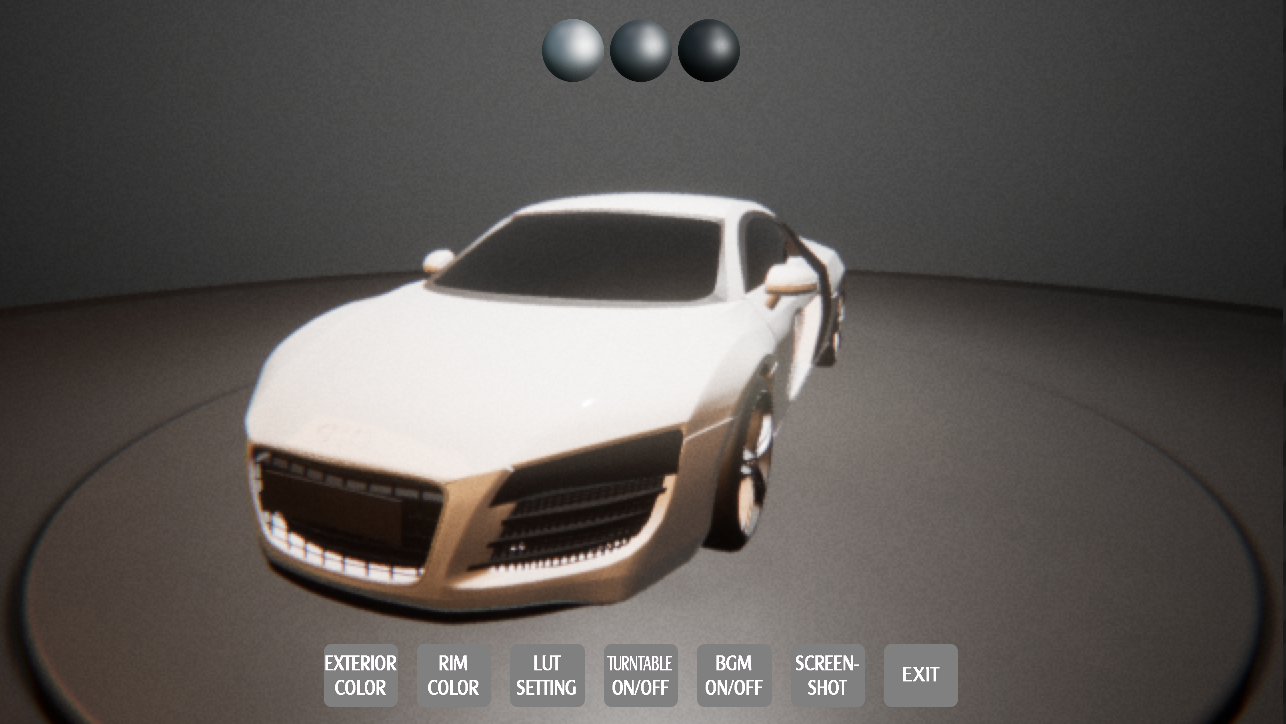 EXTERIOR
COLOR
RIM
COLOR
LUT
SETTING
TURNTABLE
ON/OFF
BGM
ON/OFF
SCREEN-
SHOT
EXIT